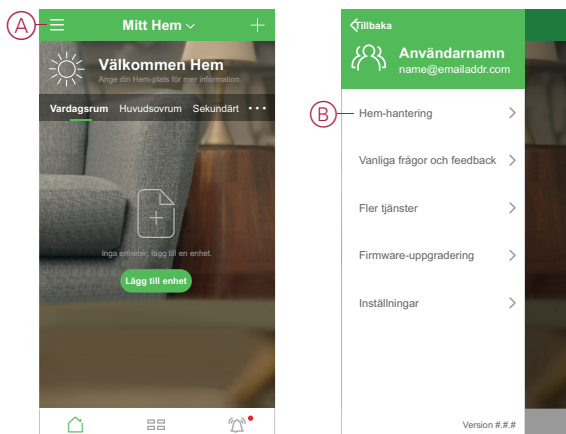 A
Mitt Hem
Välkommen Hem
Ange din Hem-plats för mer information.
Vardagsrum Huvudsovrum Sekundärt ...
Inga enheter, lägg till en enhet.
Lägg till enhet
Tillbaka
Användarnamn
name@emailaddr.com
B
Hem-hantering
Vanliga frågor och feedback
Fler tjänster
Firmware-uppgradering
Inställningar
Version #.#.#